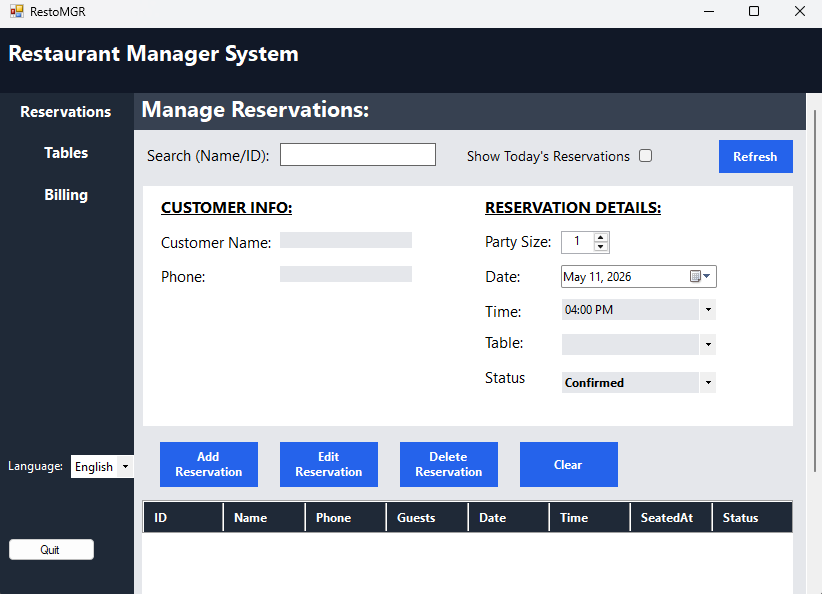 RestoMGR
Restaurant Manager System
Reservations
Tables
Billing
Language:
English
Quit
Manage Reservations:
Search (Name/ID):
Show Today's Reservations
Refresh
CUSTOMER INFO:
Customer Name:
Phone:
RESERVATION DETAILS:
Party Size: 1
Date: May 11, 2026
Time: 04:00 PM
Table:
Status Confirmed
Add
Reservation
Edit
Reservation
Delete
Reservation
Clear
ID Name Phone Guests Date Time SeatedAt Status